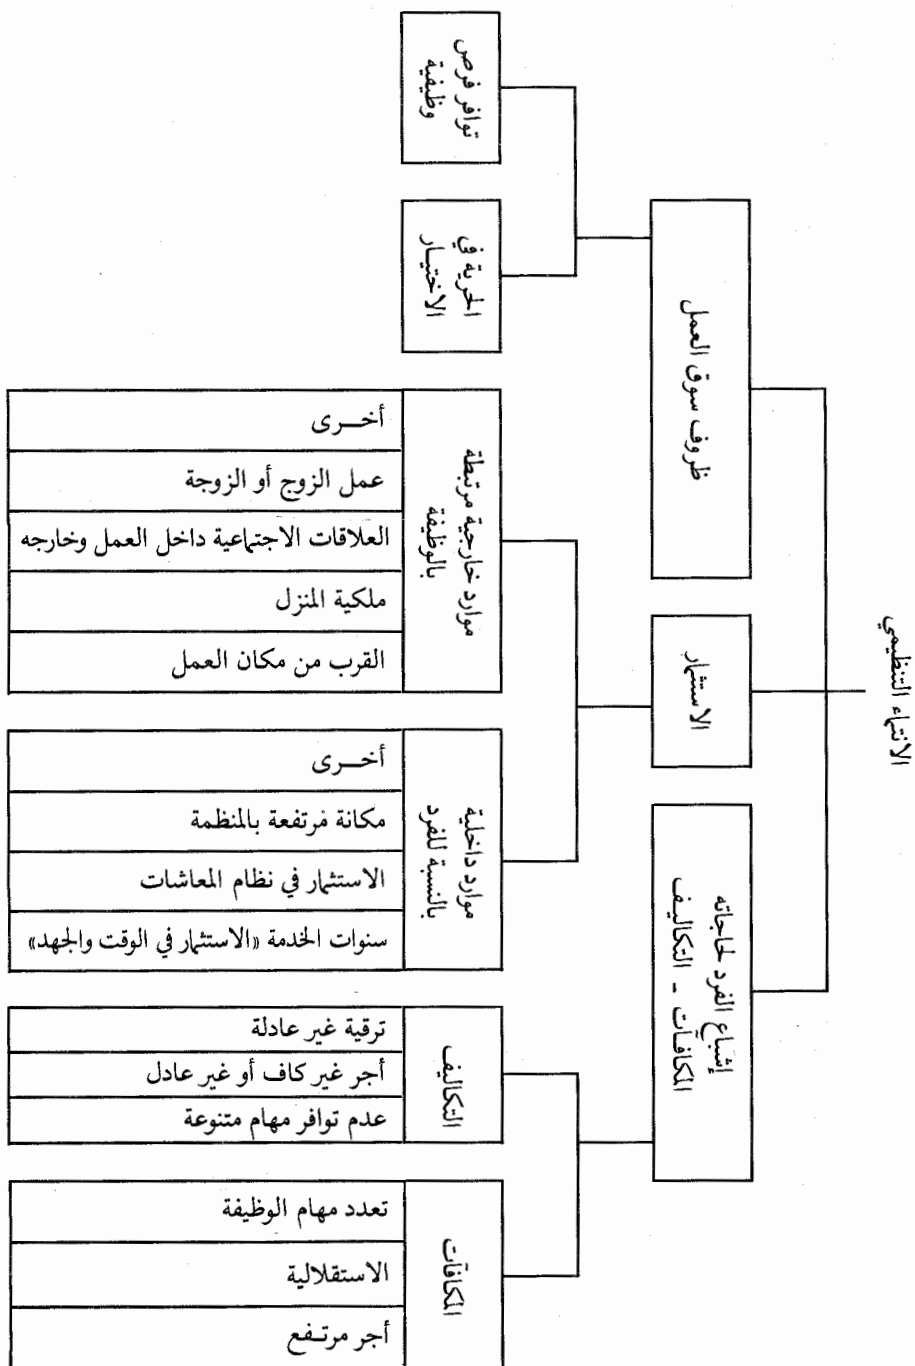 الانتماء التنظيمي
إشباع الفرد لحاجاته
المكافآت - التكاليف
الاستثمار
ظروف سوق العمل
المكافآت
تعدد مهام الوظيفة
الاستقلالية
أجر مرتفع
التكاليف
ترقية غير عادلة
أجر غير كاف أو غير عادل
عدم توافر مهام متنوعة
موارد داخلية
بالنسبة للفرد
أخرى
مكانة مرتفعة بالمنظمة
الاستثمار في نظام المعاشات
سنوات الخدمة «الاستثمار في الوقت والجهد»
موارد خارجية مرتبطة
بالوظيفة
أخرى
عمل الزوج أو الزوجة
العلاقات الاجتماعية داخل العمل وخارجه
ملكية المنزل
القرب من مكان العمل
الحرية في
الاختيار
توافر فرص
وظيفية